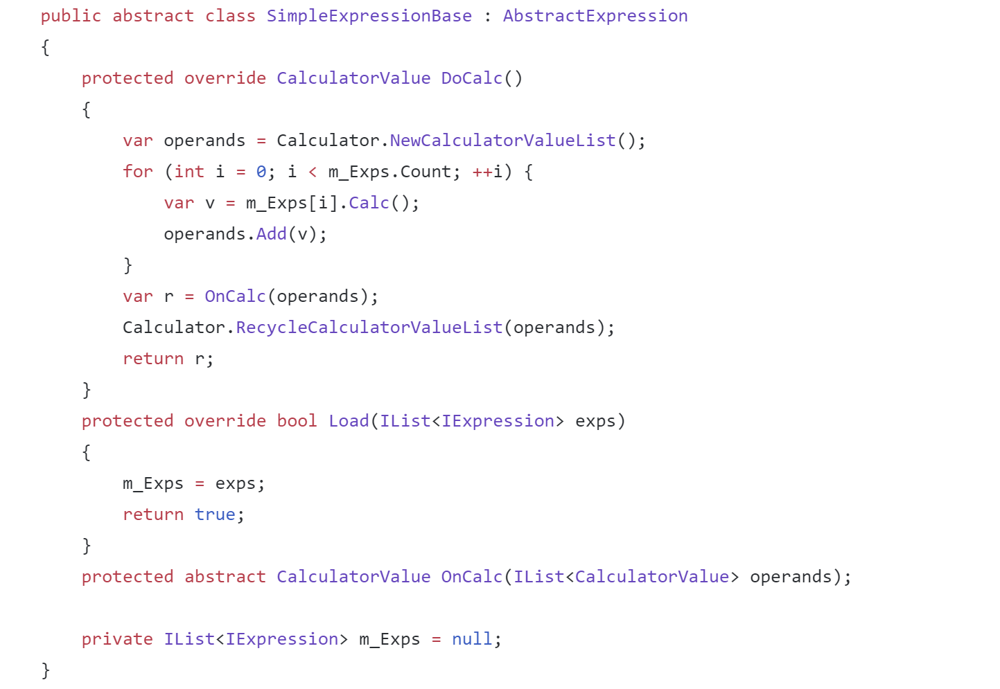 public abstract class SimpleExpressionBase : AbstractExpression
{
    protected override CalculatorValue DoCalc()
    {
        var operands = Calculator.NewCalculatorValueList();
        for (int i = 0; i < m_Exps.Count; ++i) {
            var v = m_Exps[i].Calc();
            operands.Add(v);
        }
        var r = OnCalc(operands);
        Calculator.RecycleCalculatorValueList(operands);
        return r;
    }
    protected override bool Load(IList<IExpression> exps)
    {
        m_Exps = exps;
        return true;
    }
    protected abstract CalculatorValue OnCalc(IList<CalculatorValue> operands);

    private IList<IExpression> m_Exps = null;
}